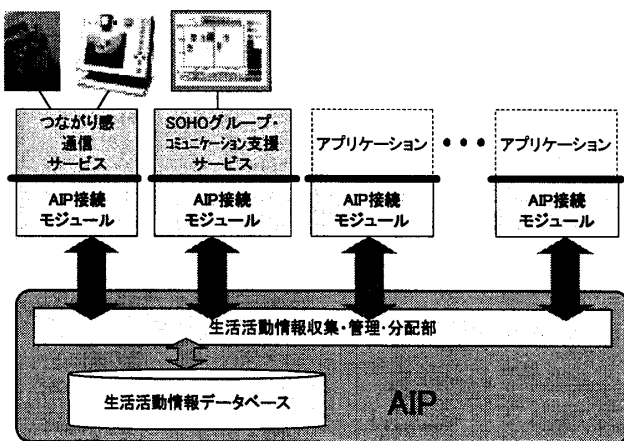 つながり感
通信
サービス
SOHOグループ・
コミュニケーション支援
サービス
アプリケーション
・・・
アプリケーション
AIP接続
モジュール
AIP接続
モジュール
AIP接続
モジュール
AIP接続
モジュール
生活活動情報収集・管理・分配部
生活活動情報データベース
AIP